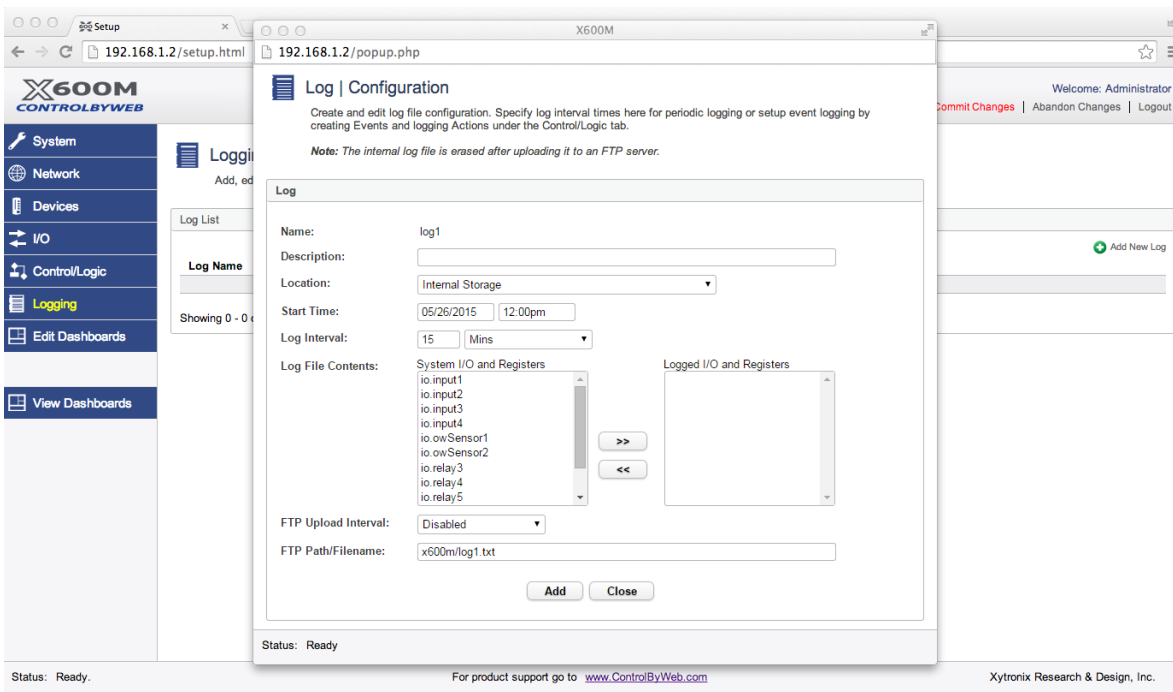 Setup
X600M
192.168.1.2/setup.html
192.168.1.2/popup.php
X600M
CONTROLBYWEB
Welcome: Administrator
Commit Changes | Abandon Changes | Logout
System
Network
Devices
I/O
Control/Logic
Logging
Edit Dashboards
View Dashboards
Log List
Log Name
Add New Log
Showing 0 - 0
Log | Configuration
Create and edit log file configuration. Specify log interval times here for periodic logging or setup event logging by
creating Events and logging Actions under the Control/Logic tab.
Note: The internal log file is erased after uploading it to an FTP server.
Log
Name: log1
Description:
Location: Internal Storage
Start Time: 05/26/2015 12:00pm
Log Interval: 15 Mins
Log File Contents: System I/O and Registers Logged I/O and Registers
io.input1
io.input2
io.input3
io.input4
io.owSensor1
io.owSensor2
io.relay3
io.relay4
io.relay5
>>
<<
FTP Upload Interval: Disabled
FTP Path/Filename: x600m/log1.txt
Add Close
Status: Ready
Status: Ready.
For product support go to www.ControlByWeb.com
Xytronix Research & Design, Inc.